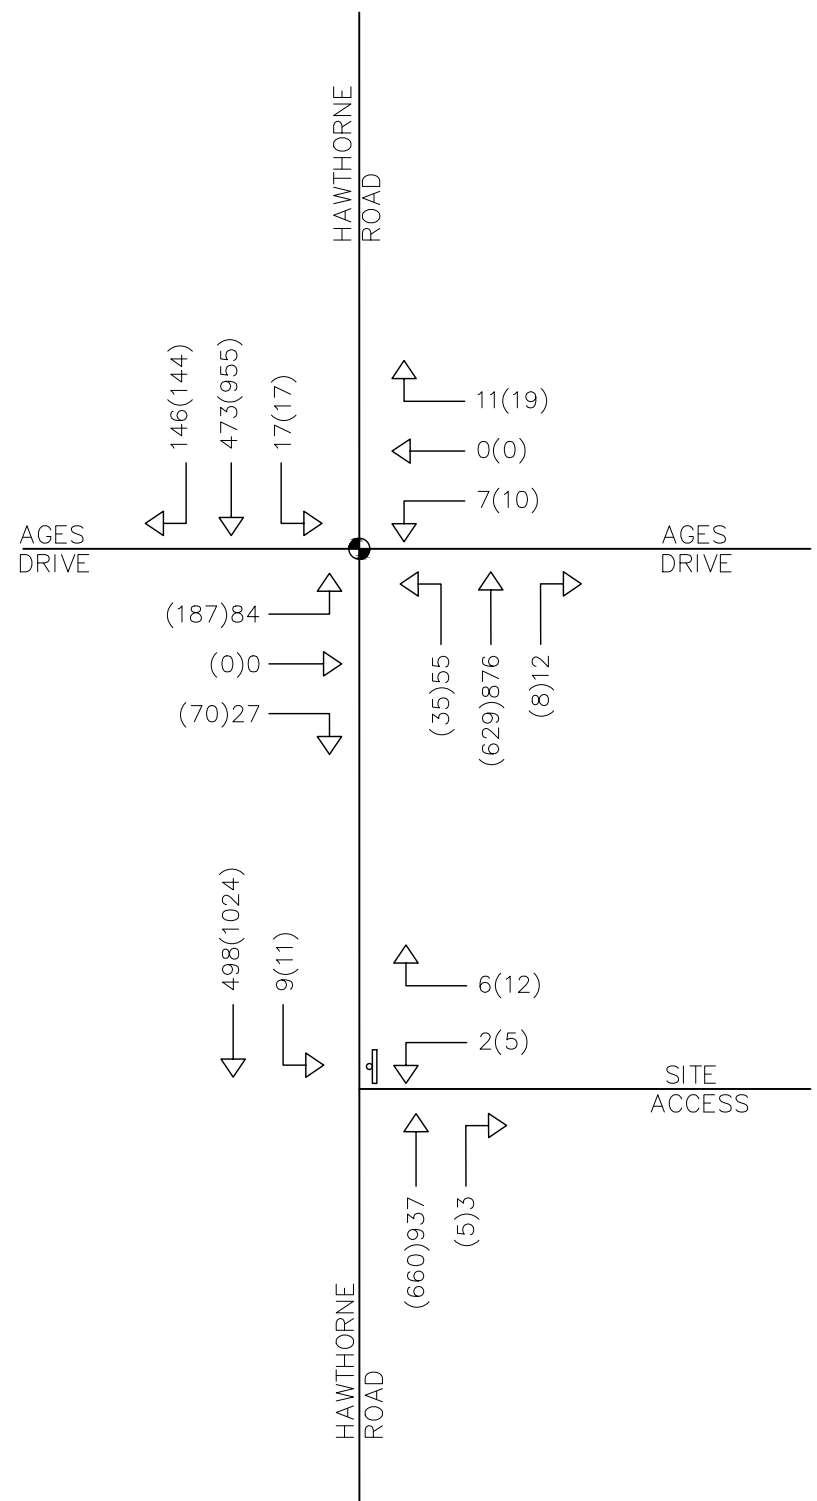 HAWTHORNE
ROAD
146(144)
473(955)
17(17)
11(19)
0(0)
7(10)
AGES
DRIVE
AGES
DRIVE
(187)84
(0)0
(70)27
(35)55
(629)876
(8)12
498(1024)
9(11)
6(12)
2(5)
SITE
ACCESS
(660)937
(5)3
HAWTHORNE
ROAD